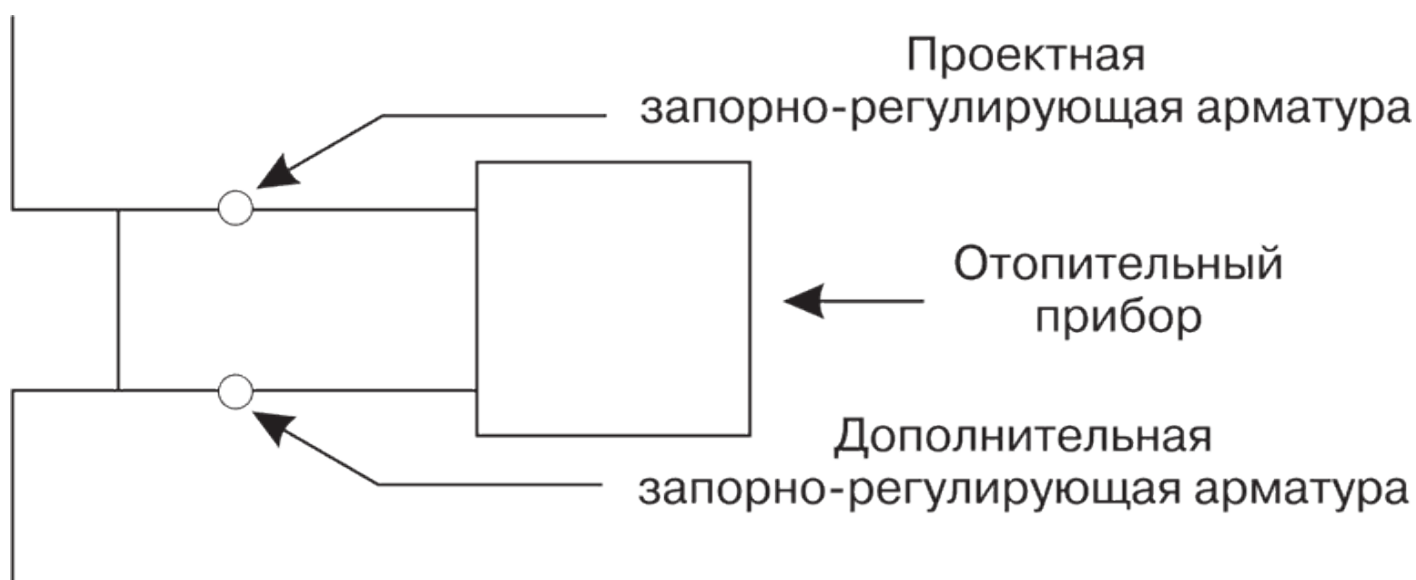 Проектная
запорно-регулирующая арматура
Отопительный
прибор
Дополнительная
запорно-регулирующая арматура